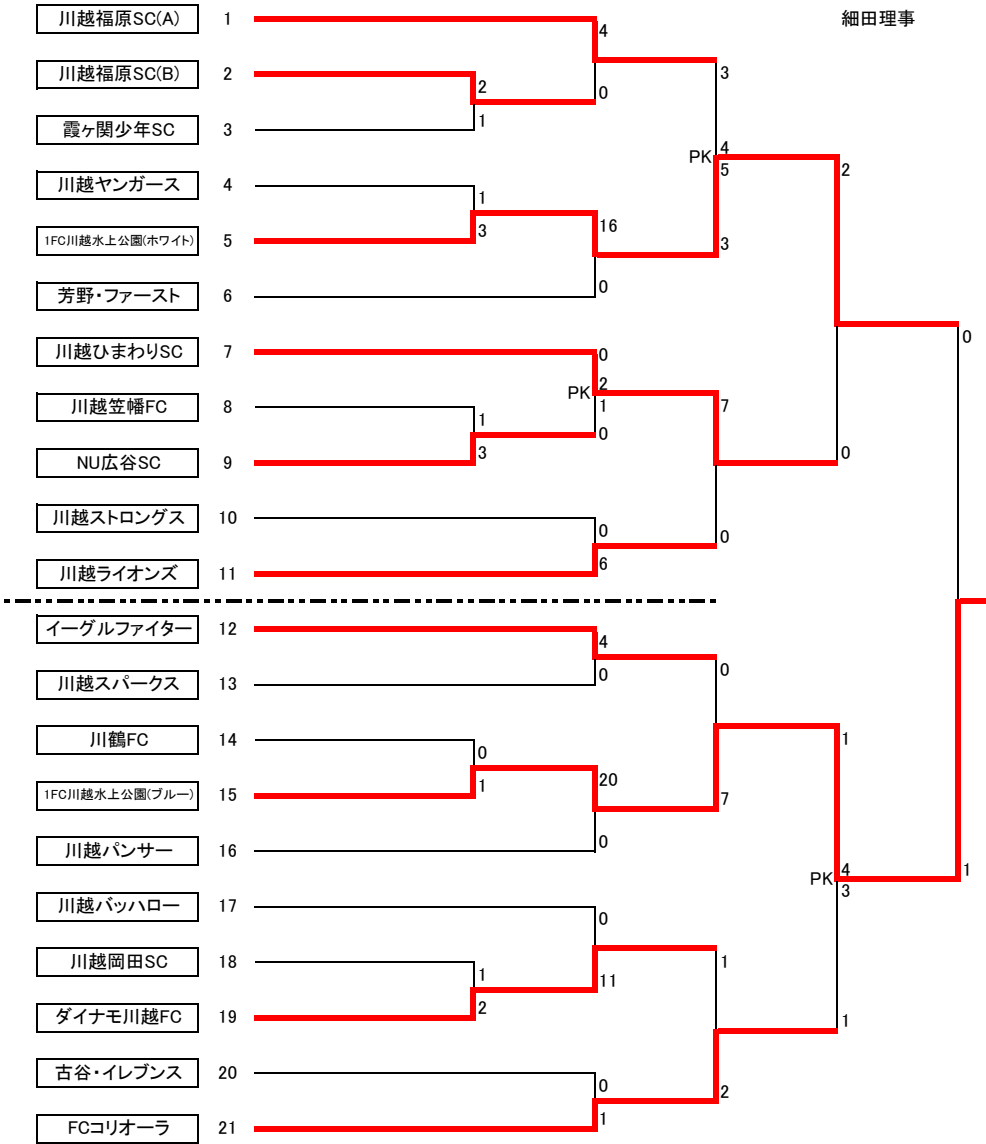 川越福原SC(A) 1 細田理事
4
川越福原SC(B) 2 3
2 0
1
霞ヶ関少年SC 3
4
PK
5 2
川越ヤンガース 4
1
16
1FC川越水上公園(ホワイト) 5 3 3
0
芳野・ファースト 6
0
川越ひまわりSC 7 0
2
PK
1 7
川越笠幡FC 8
1
0
NU広谷SC 9 3 0
川越ストロングス 10
0 0
川越ライオンズ 11 6
イーグルファイター 12
4
0 0
川越スパークス 13
川鶴FC 14 1
0
20
1FC川越水上公園(ブルー) 15 1 7
0
川越パンサー 16
4 1
PK
3
川越バッハロー 17
0
川越岡田SC 18 1
1 11
2
ダイナモ川越FC 19 1
古谷・イレブンス 20
0 2
1
FCコリオーラ 21